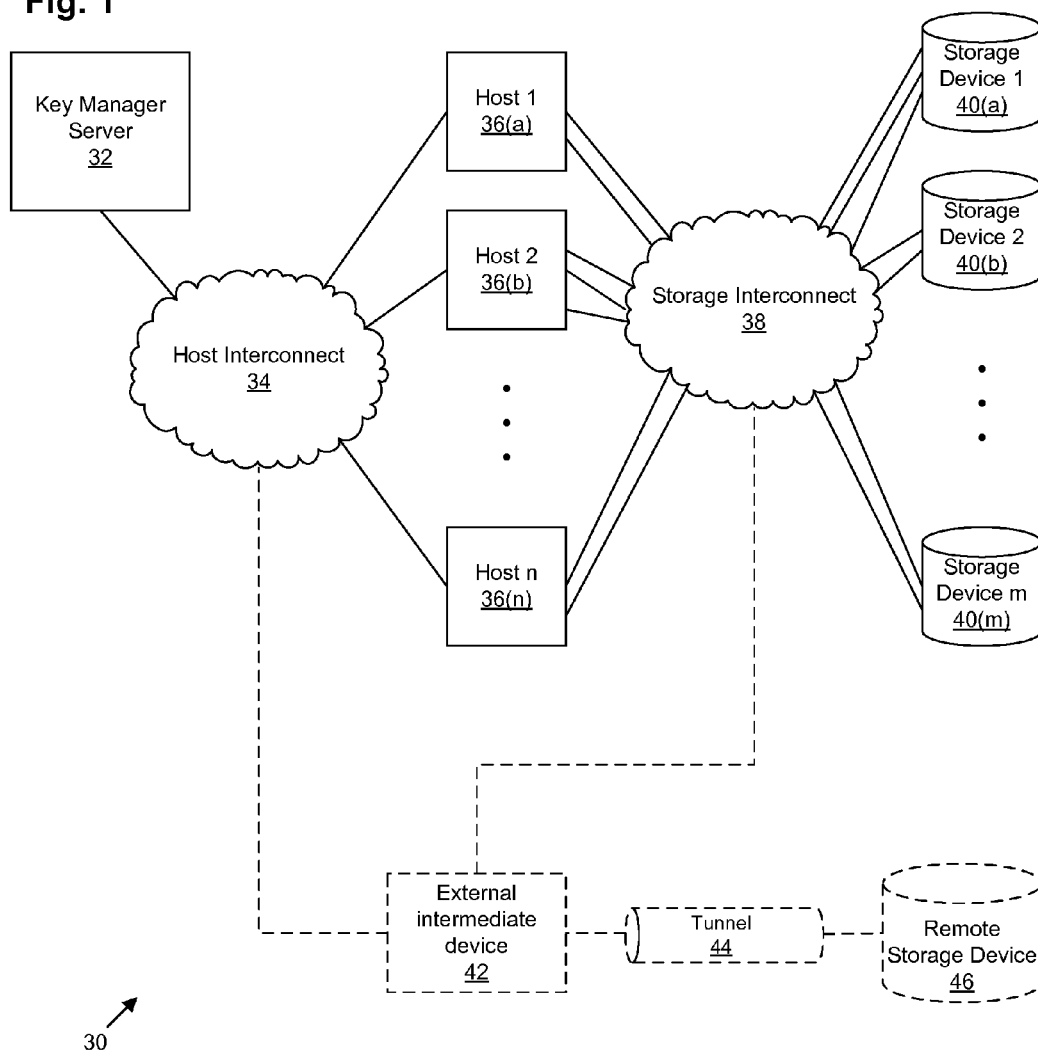 Fig. 1
Key Manager
Server
32
Host Interconnect
34
Host 1
36(a)
Host 2
36(b)
Host n
36(n)
Storage Interconnect
38
Storage
Device 1
40(a)
Storage
Device 2
40(b)
Storage
Device m
40(m)
External
intermediate
device
42
Tunnel
44
Remote
Storage Device
46
30